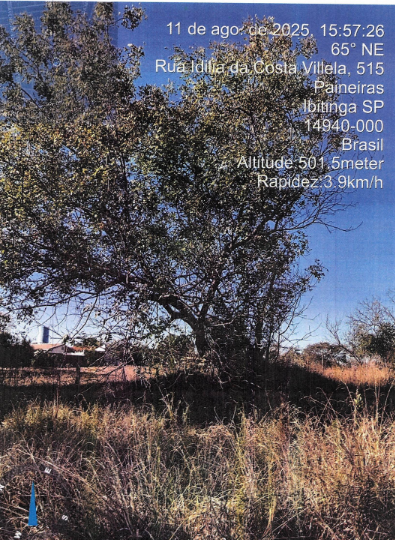 11 de ago. de 2025, 15:57:26
65° NE
Rua Idilia da Costa Villela, 515
Paineiras
Ibitinga SP
14940-000
Brasil
Altitude:501.5meter
Rapidez:3.9km/h